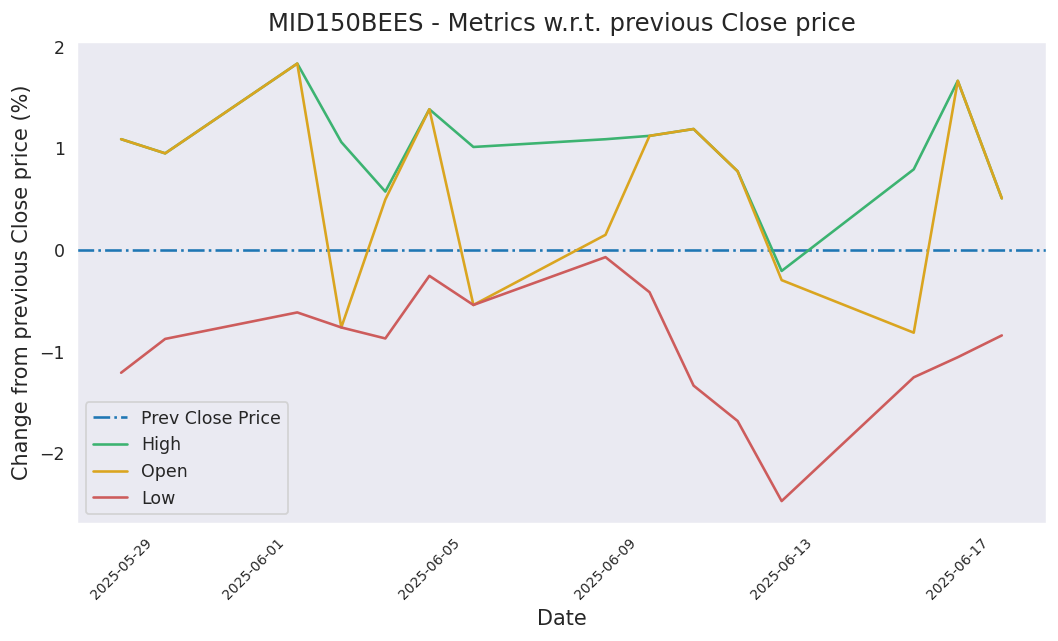 MID150BEES - Metrics w.r.t. previous Close price
Change from previous Close price (%)
2
1
0
−1
−2
Prev Close Price
High
Open
Low
2025-05-29
2025-06-01
2025-06-05
2025-06-09
2025-06-13
2025-06-17
Date